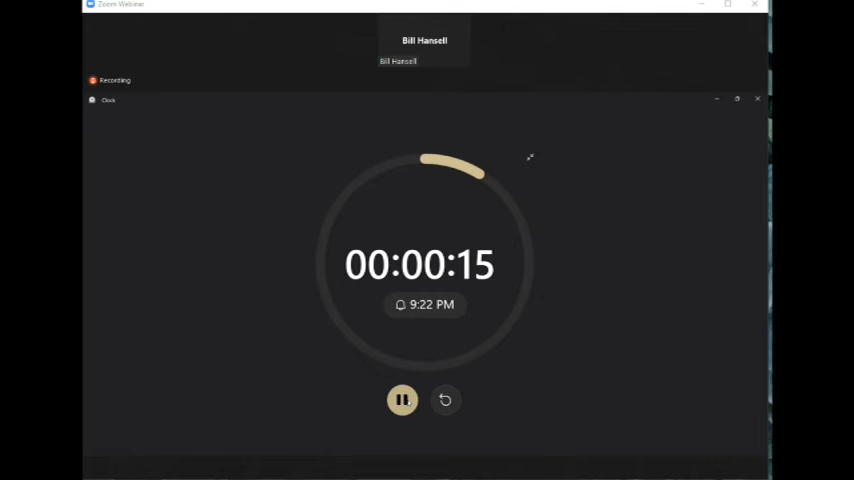 Zoom Webinar
Bill Hansell
Bill Hansell
Recording
Clock
00:00:15
9:22 PM